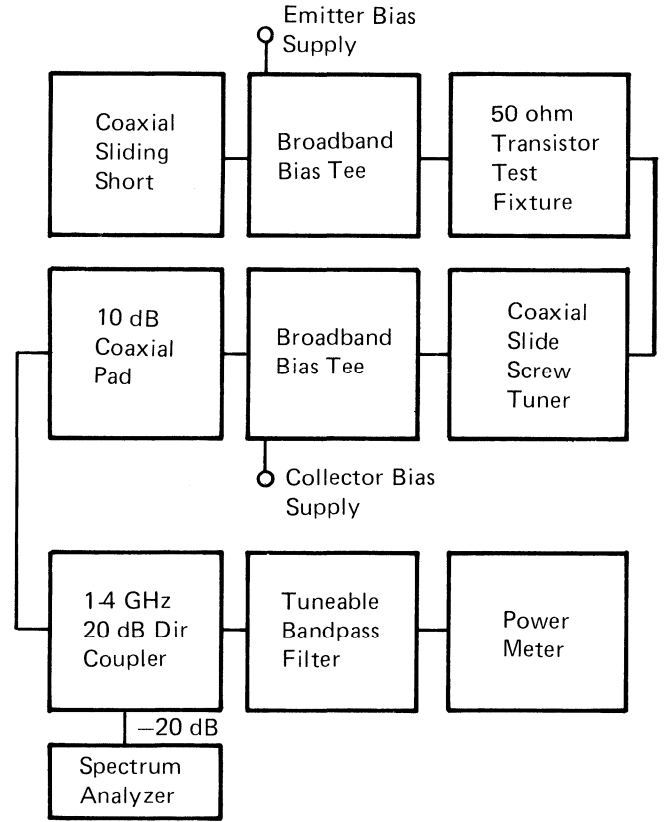 Emitter Bias
Supply
Coaxial
Sliding
Short
Broadband
Bias Tee
50 ohm
Transistor
Test
Fixture
10 dB
Coaxial
Pad
Broadband
Bias Tee
Coaxial
Slide
Screw
Tuner
Collector Bias
Supply
1-4 GHz
20 dB Dir
Coupler
Tuneable
Bandpass
Filter
Power
Meter
—20 dB
Spectrum
Analyzer